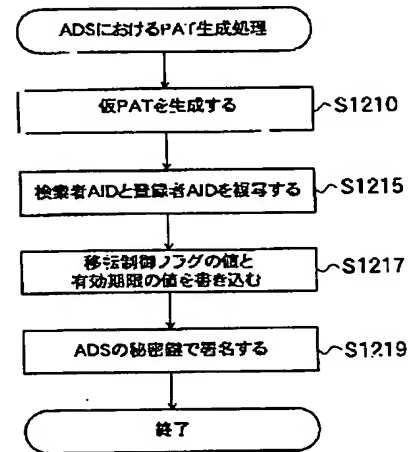 ADSにおけるPAT生成処理
仮PATを生成する
S1210
検索者AIDと登録者AIDを複写する
S1215
移転制御フラグの値と
有効期限の値を書き込む
S1217
ADSの秘密鍵で署名する
S1219
終了